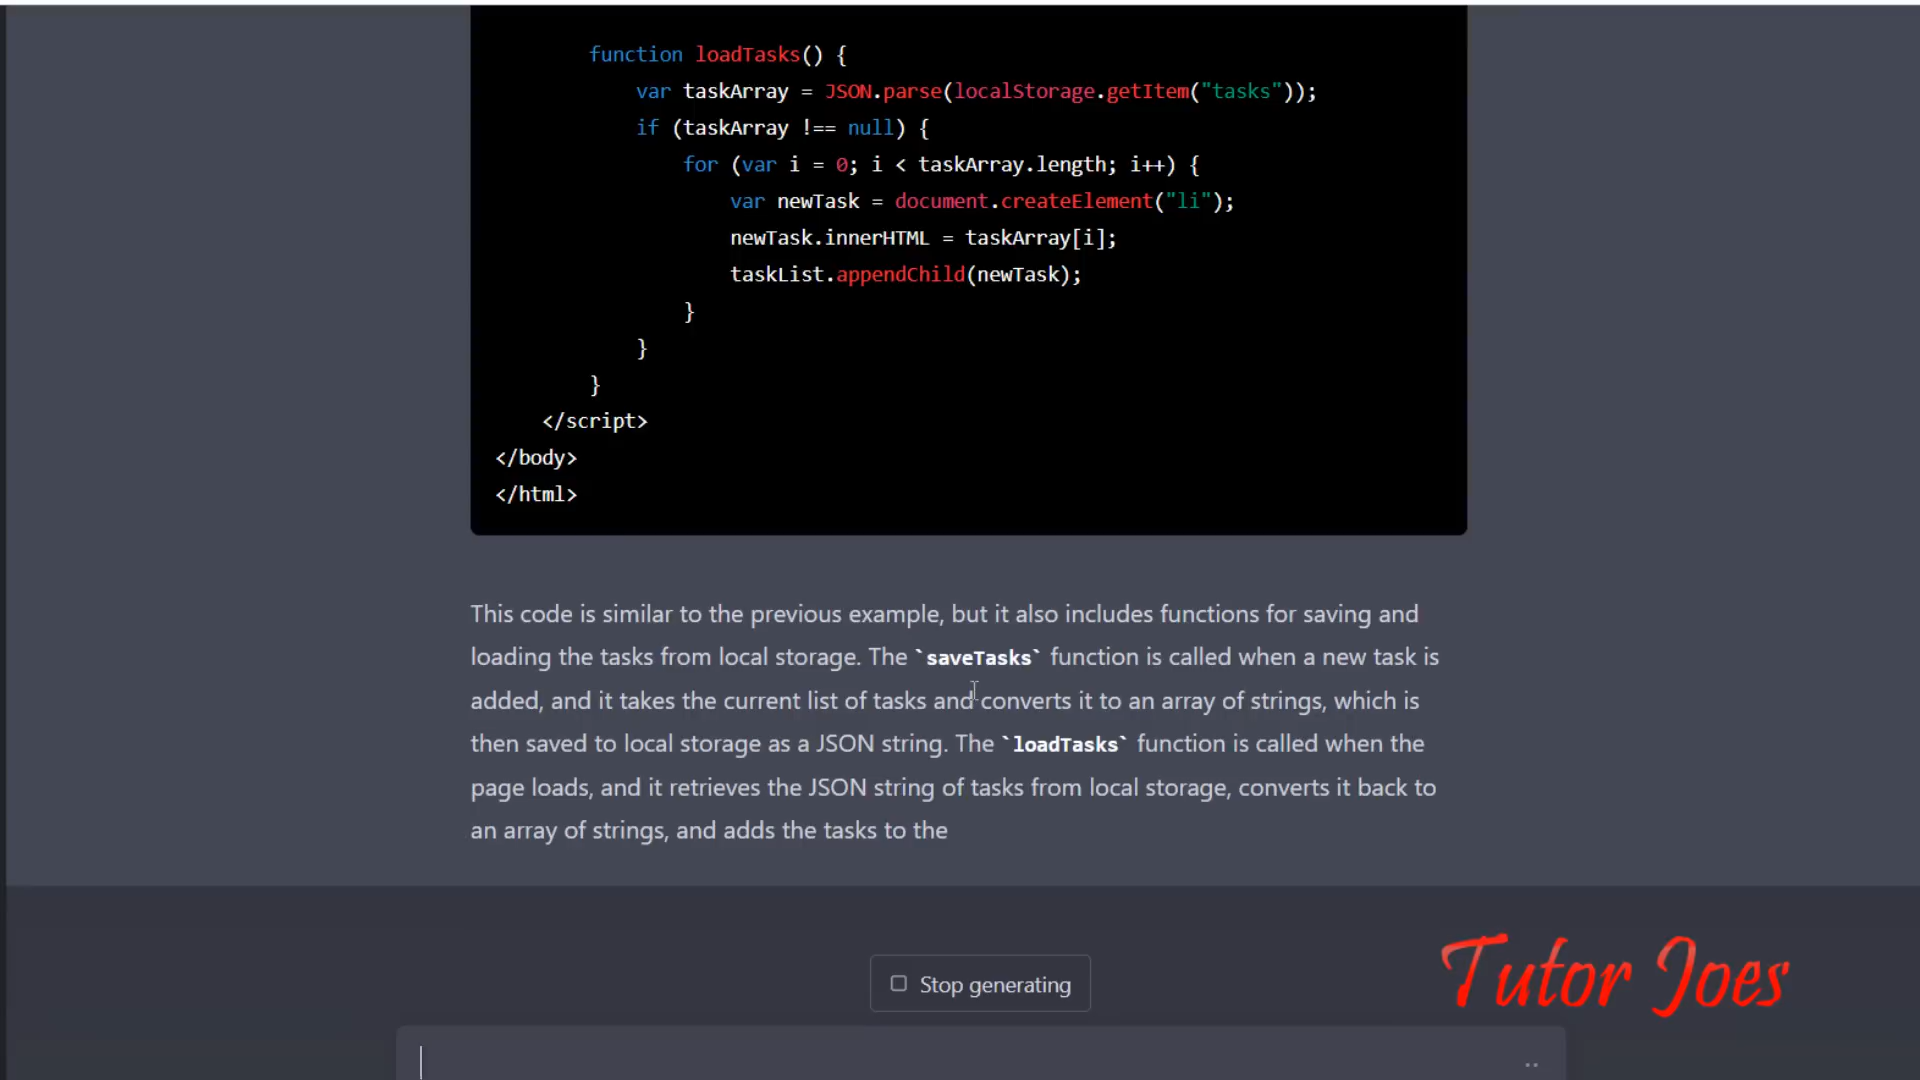 function loadTasks() {
var taskArray = JSON.parse(localStorage.getItem("tasks"));
if (taskArray !== null) {
for (var i = 0; i < taskArray.length; i++) {
var newTask = document.createElement("li");
newTask.innerHTML = taskArray[i];
taskList.appendChild(newTask);
}
}
}
</script>
</body>
</html>
This code is similar to the previous example, but it also includes functions for saving and
loading the tasks from local storage. The `saveTasks` function is called when a new task is
added, and it takes the current list of tasks and converts it to an array of strings, which is
then saved to local storage as a JSON string. The `loadTasks` function is called when the
page loads, and it retrieves the JSON string of tasks from local storage, converts it back to
an array of strings, and adds the tasks to the
Stop generating
Tutor Joes